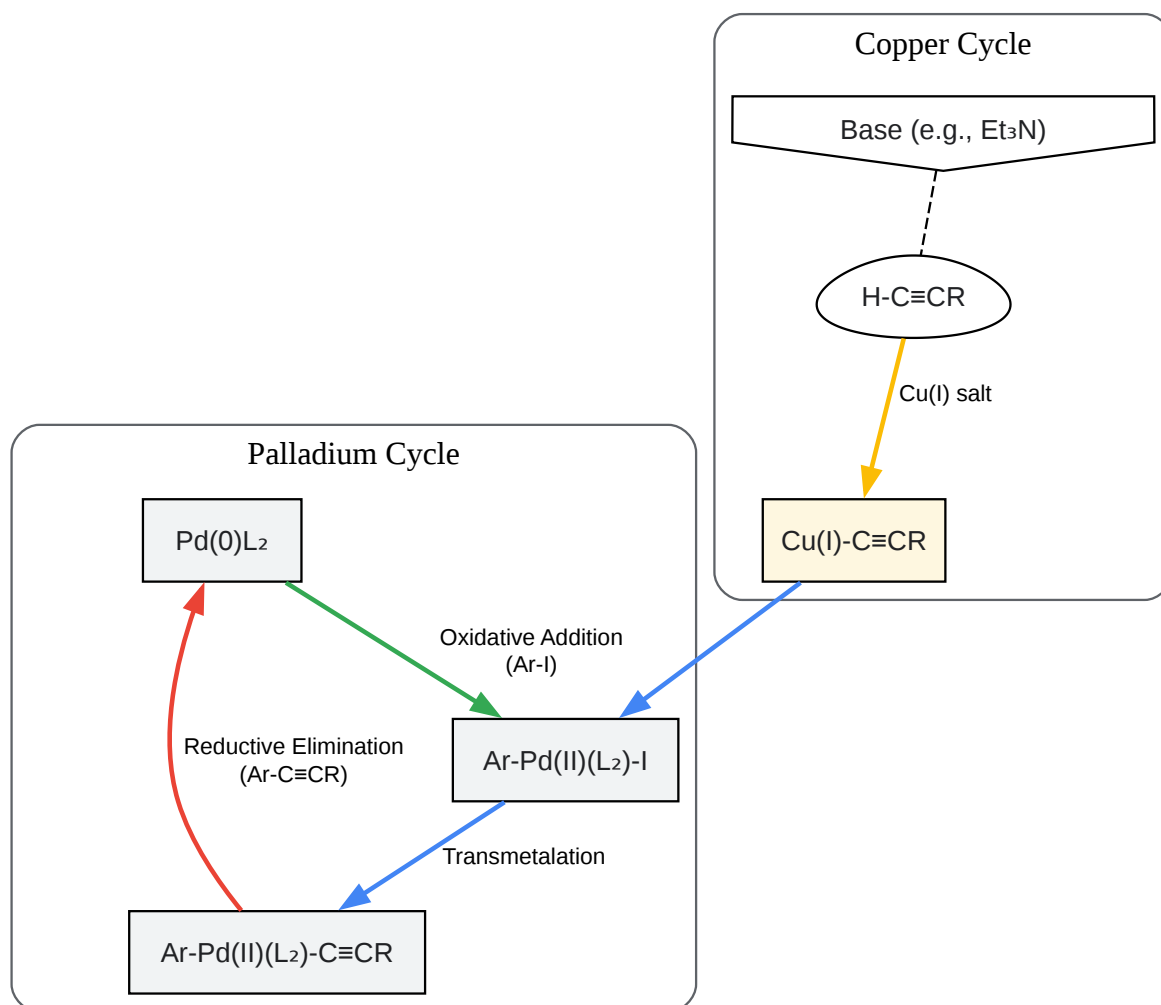 Copper Cycle
Base (e.g., Et₃N)
H-C≡CR
Cu(I) salt
Cu(I)-C≡CR
Palladium Cycle
Pd(0)L₂
Oxidative Addition
(Ar-I)
Ar-Pd(II)(L₂)-I
Reductive Elimination
(Ar-C≡CR)
Transmetalation
Ar-Pd(II)(L₂)-C≡CR